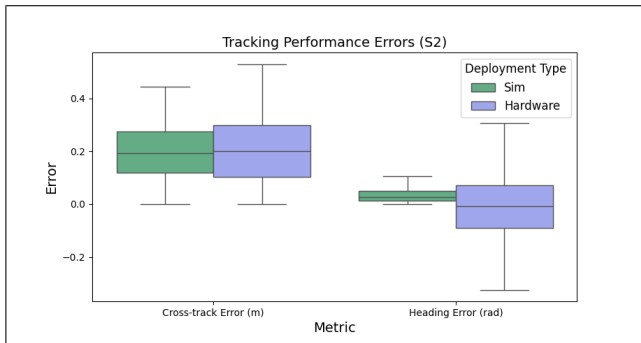 Tracking Performance Errors (S2)
Deployment Type
Sim
Hardware
0.4
0.2
0.0
−0.2
Error
Cross-track Error (m)
Heading Error (rad)
Metric